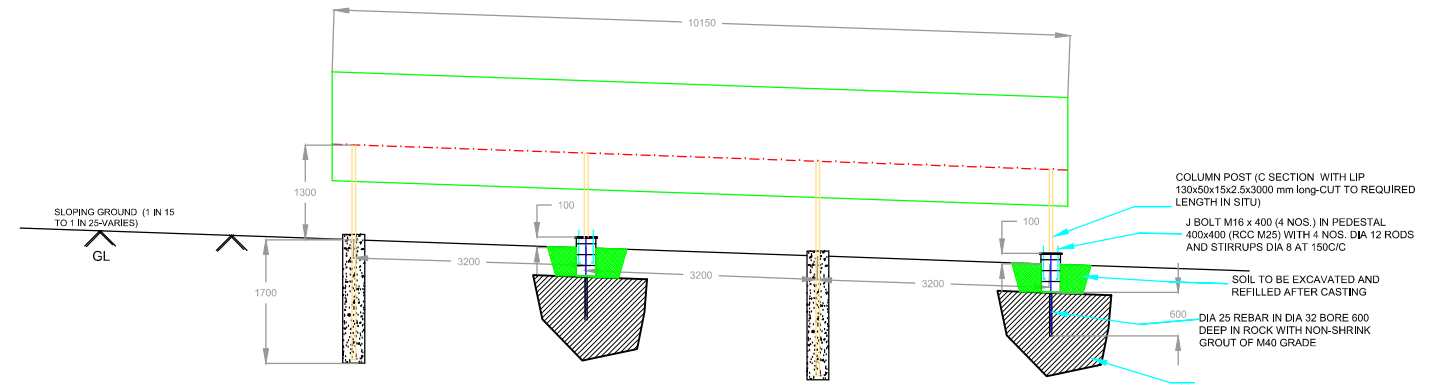 10150
COLUMN POST (C SECTION WITH LIP
130x50x15x2.5x3000 mm long-CUT TO REQUIRED
LENGTH IN SITU)
1300
SLOPING GROUND (1 IN 15
TO 1 IN 25-VARIES)
100
100
J BOLT M16 x 400 (4 NOS.) IN PEDESTAL
400x400 (RCC M25) WITH 4 NOS. DIA 12 RODS
AND STIRRUPS DIA 8 AT 150C/C
GL
3200
3200
3200
SOIL TO BE EXCAVATED AND
REFILLED AFTER CASTING
1700
600
DIA 25 REBAR IN DIA 32 BORE 600
DEEP IN ROCK WITH NON-SHRINK
GROUT OF M40 GRADE